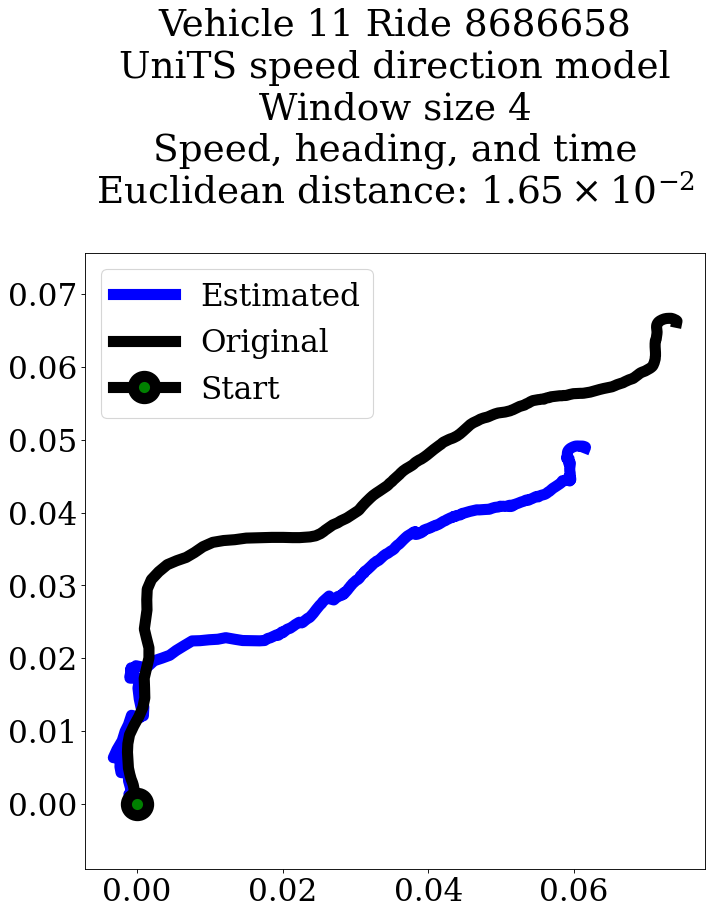 Vehicle 11 Ride 8686658
UniTS speed direction model
Window size 4
Speed, heading, and time
Euclidean distance: 1.65 × 10⁻²
Estimated
Original
Start
0.07
0.06
0.05
0.04
0.03
0.02
0.01
0.00
0.00 0.02 0.04 0.06